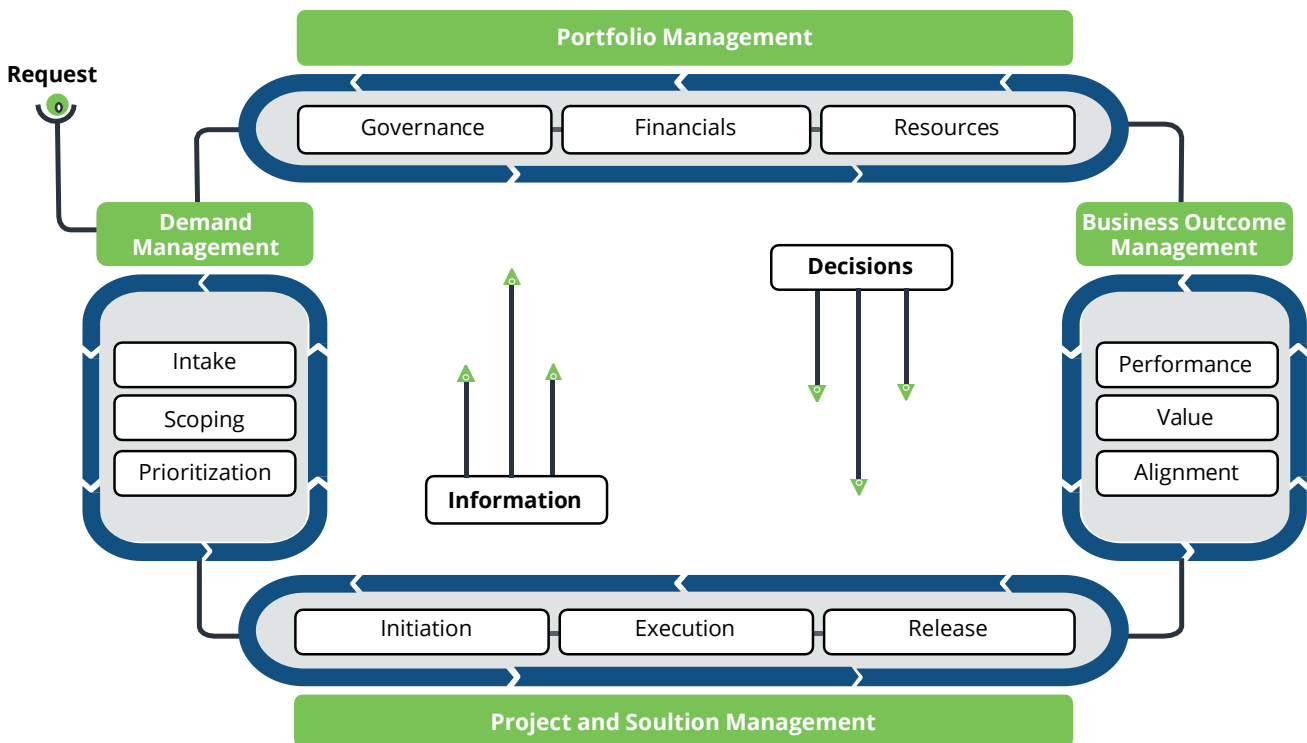 Portfolio Management
Request
Governance
Financials
Resources
Demand
Management
Business Outcome
Management
Decisions
Intake
Scoping
Prioritization
Performance
Value
Alignment
Information
Initiation
Execution
Release
Project and Soultion Management